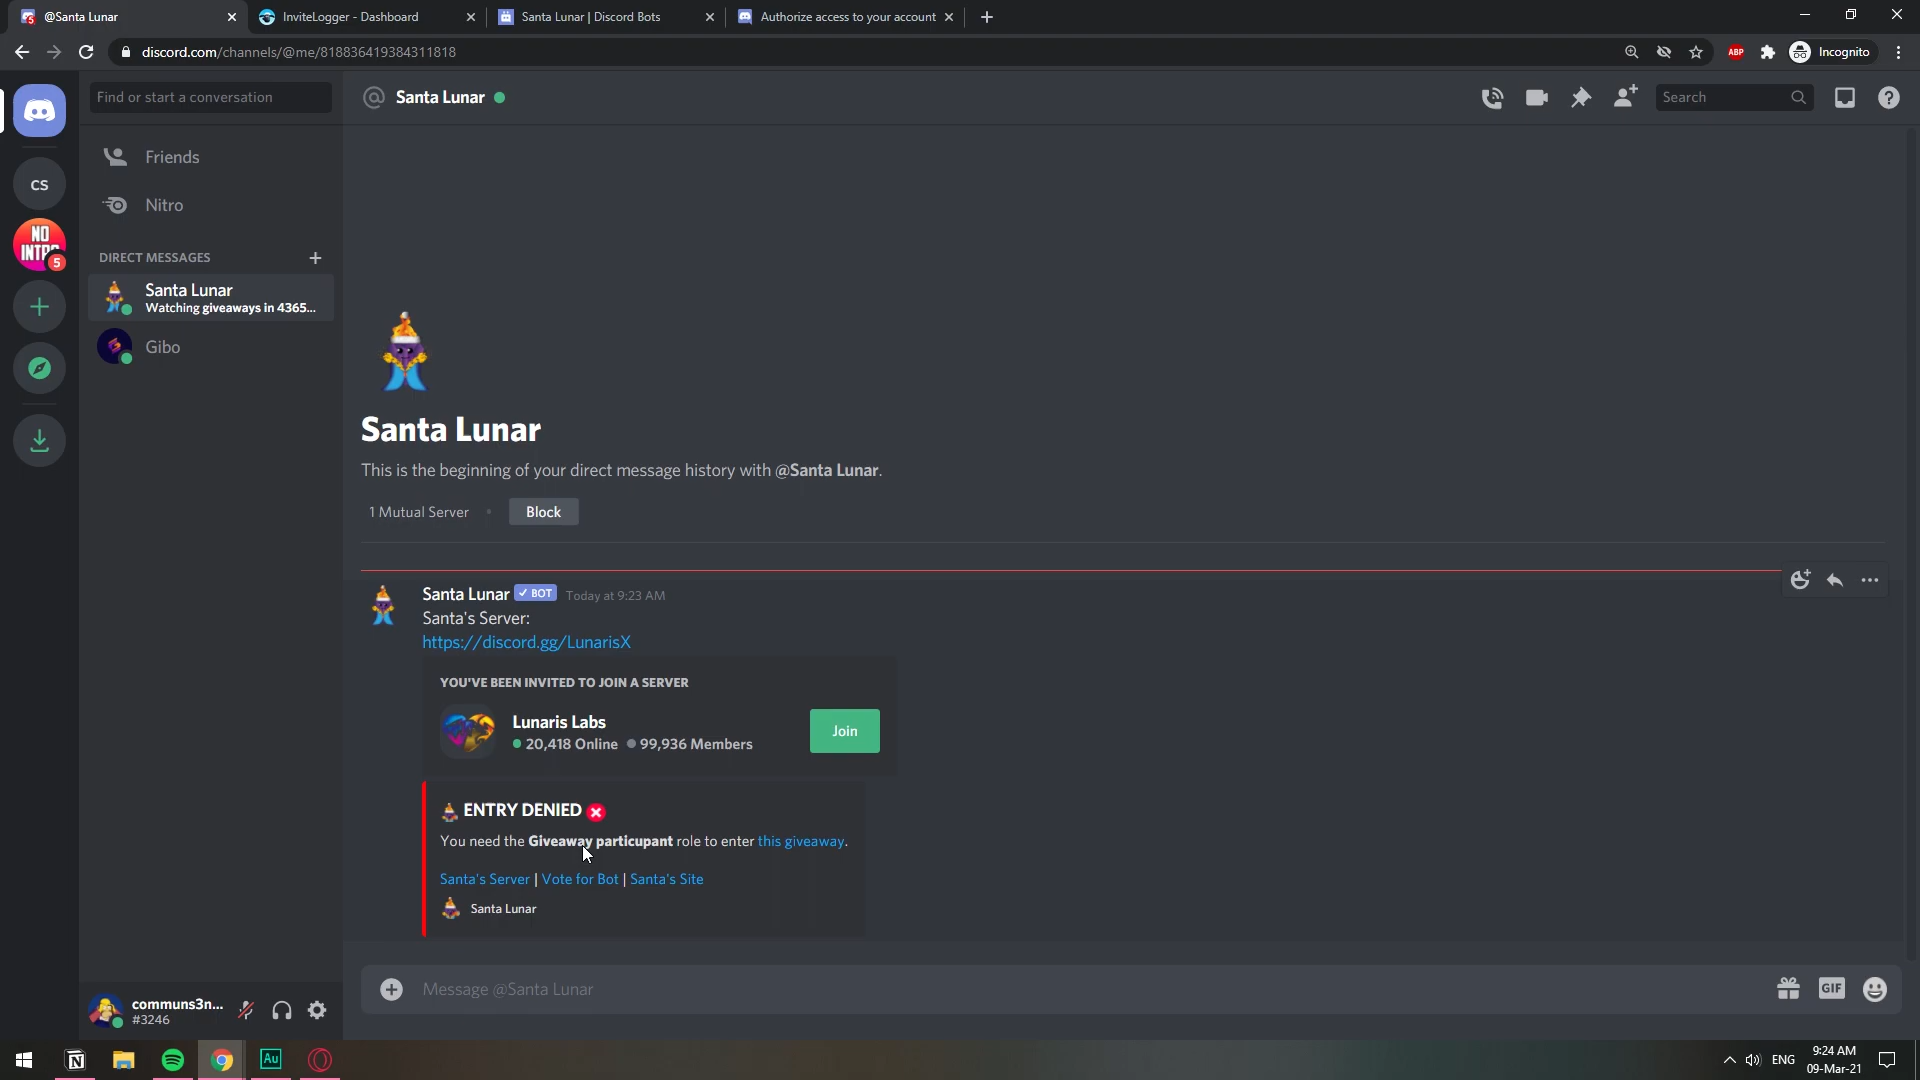 @Santa Lunar
InviteLogger - Dashboard
Santa Lunar | Discord Bots
Authorize access to your account
discord.com/channels/@me/818836419384311818
ABP
Incognito
Find or start a conversation
@ Santa Lunar
Search
Friends
CS
Nitro
NO
INTRO
5
DIRECT MESSAGES
Santa Lunar
Watching giveaways in 4365...
Gibo
Santa Lunar
This is the beginning of your direct message history with @Santa Lunar.
1 Mutual Server
Block
Santa Lunar ✓ BOT Today at 9:23 AM
Santa's Server:
https://discord.gg/LunarisX
YOU'VE BEEN INVITED TO JOIN A SERVER
Lunaris Labs
20,418 Online 99,936 Members
Join
ENTRY DENIED
You need the Giveaway particupant role to enter this giveaway.
Santa's Server | Vote for Bot | Santa's Site
Santa Lunar
Message @Santa Lunar
GIF
communs3n...
#3246
Au
ENG
9:24 AM
09-Mar-21